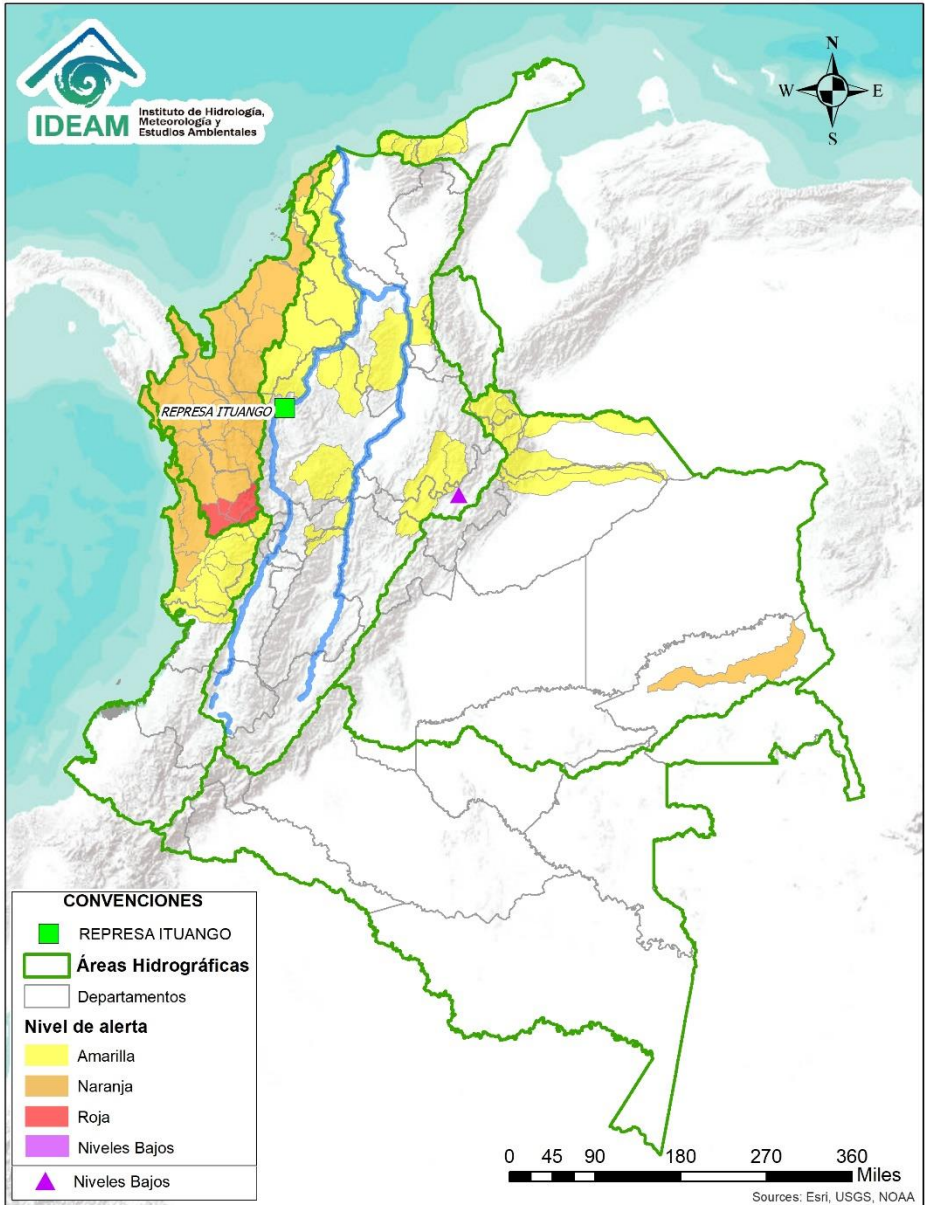 IDEAM
Instituto de Hidrología,
Meteorología y
Estudios Ambientales
N
W
E
S
REPRESA ITUANGO
CONVENCIONES
REPRESA ITUANGO
Áreas Hidrográficas
Departamentos
Nivel de alerta
Amarilla
Naranja
Roja
Niveles Bajos
Niveles Bajos
0 45 90 180 270 360
Miles
Sources: Esri, USGS, NOAA